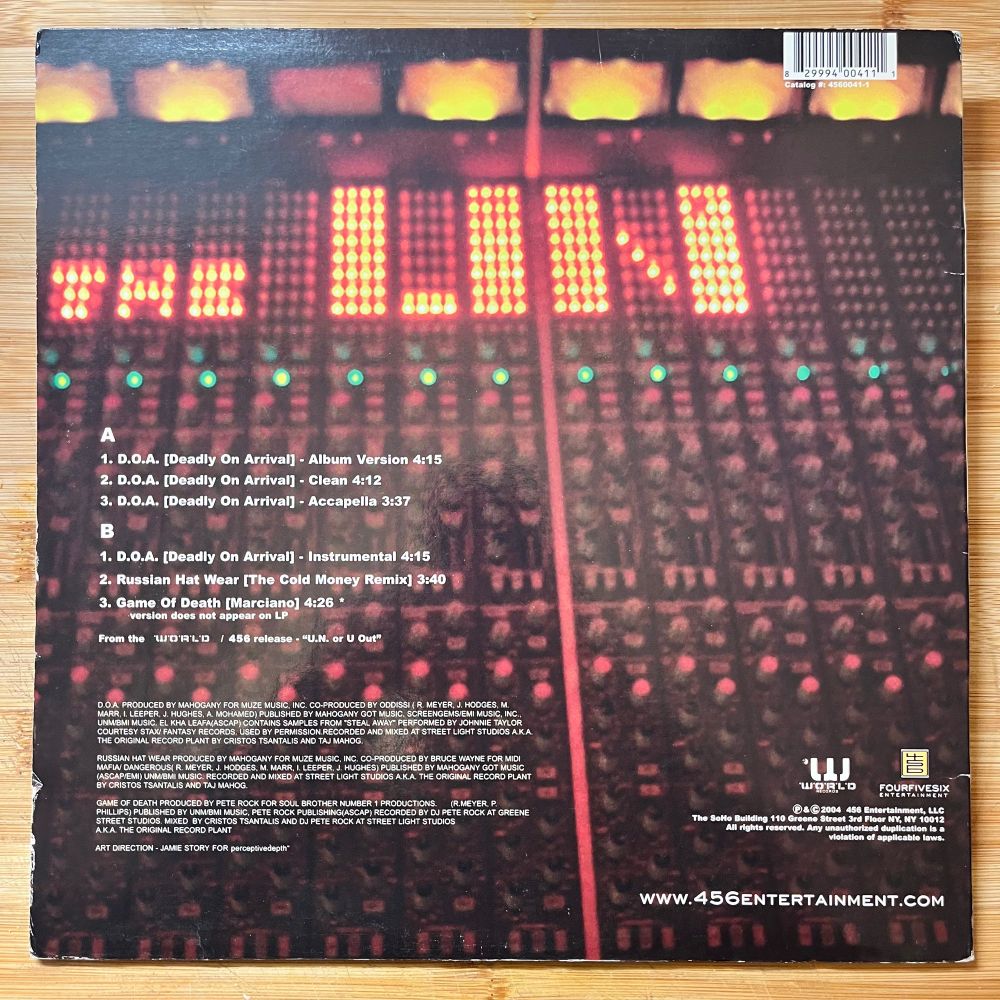 8 29994 00411 1
Catalog #: 4560041-1
THE UN
A
1. D.O.A. [Deadly On Arrival] - Album Version 4:15
2. D.O.A. [Deadly On Arrival] - Clean 4:12
3. D.O.A. [Deadly On Arrival] - Accapella 3:37
B
1. D.O.A. [Deadly On Arrival] - Instrumental 4:15
2. Russian Hat Wear [The Cold Money Remix] 3:40
3. Game Of Death [Marciano] 4:26 *
version does not appear on LP
From the WORLD / 456 release - "U.N. or U Out"
D.O.A. PRODUCED BY MAHOGANY FOR MUZE MUSIC, INC. CO-PRODUCED BY ODDISSI ( R. MEYER, J. HODGES, M.
MARR, I. LEEPER, J. HUGHES, A. MOHAMED) PUBLISHED BY MAHOGANY GOT MUSIC, SCREENGEMS/EMI MUSIC, INC.,
UNM/BMI MUSIC, EL KHA LEAFA(ASCAP) CONTAINS SAMPLES FROM "STEAL AWAY" PERFORMED BY JOHNNIE TAYLOR
COURTESY STAX/ FANTASY RECORDS. USED BY PERMISSION.RECORDED AND MIXED AT STREET LIGHT STUDIOS A.K.A.
THE ORIGINAL RECORD PLANT BY CRISTOS TSANTALIS AND TAJ MAHOG.
RUSSIAN HAT WEAR PRODUCED BY MAHOGANY FOR MUZE MUSIC, INC. CO-PRODUCED BY BRUCE WAYNE FOR MIDI
MAFIA/ DANGEROUS( R. MEYER, J. HODGES, M. MARR, I. LEEPER, J. HUGHES) PUBLISHED BY MAHOGANY GOT MUSIC
(ASCAP/EMI) UNM/BMI MUSIC. RECORDED AND MIXED AT STREET LIGHT STUDIOS A.K.A. THE ORIGINAL RECORD PLANT
BY CRISTOS TSANTALIS AND TAJ MAHOG.
GAME OF DEATH PRODUCED BY PETE ROCK FOR SOUL BROTHER NUMBER 1 PRODUCTIONS. (R.MEYER, P.
PHILLIPS) PUBLISHED BY UNM/BMI MUSIC, PETE ROCK PUBLISHING(ASCAP) RECORDED BY DJ PETE ROCK AT GREENE
STREET STUDIOS. MIXED BY CRISTOS TSANTALIS AND DJ PETE ROCK AT STREET LIGHT STUDIOS
A.K.A. THE ORIGINAL RECORD PLANT
ART DIRECTION - JAMIE STORY FOR perceptivedepth™
WORLD
RECORDS
FOURFIVESIX
ENTERTAINMENT
℗&©2004 456 Entertainment, LLC
The SoHo Building 110 Greene Street 3rd Floor NY, NY 10012
All rights reserved. Any unauthorized duplication is a
violation of applicable laws.
WWW.456ENTERTAINMENT.COM